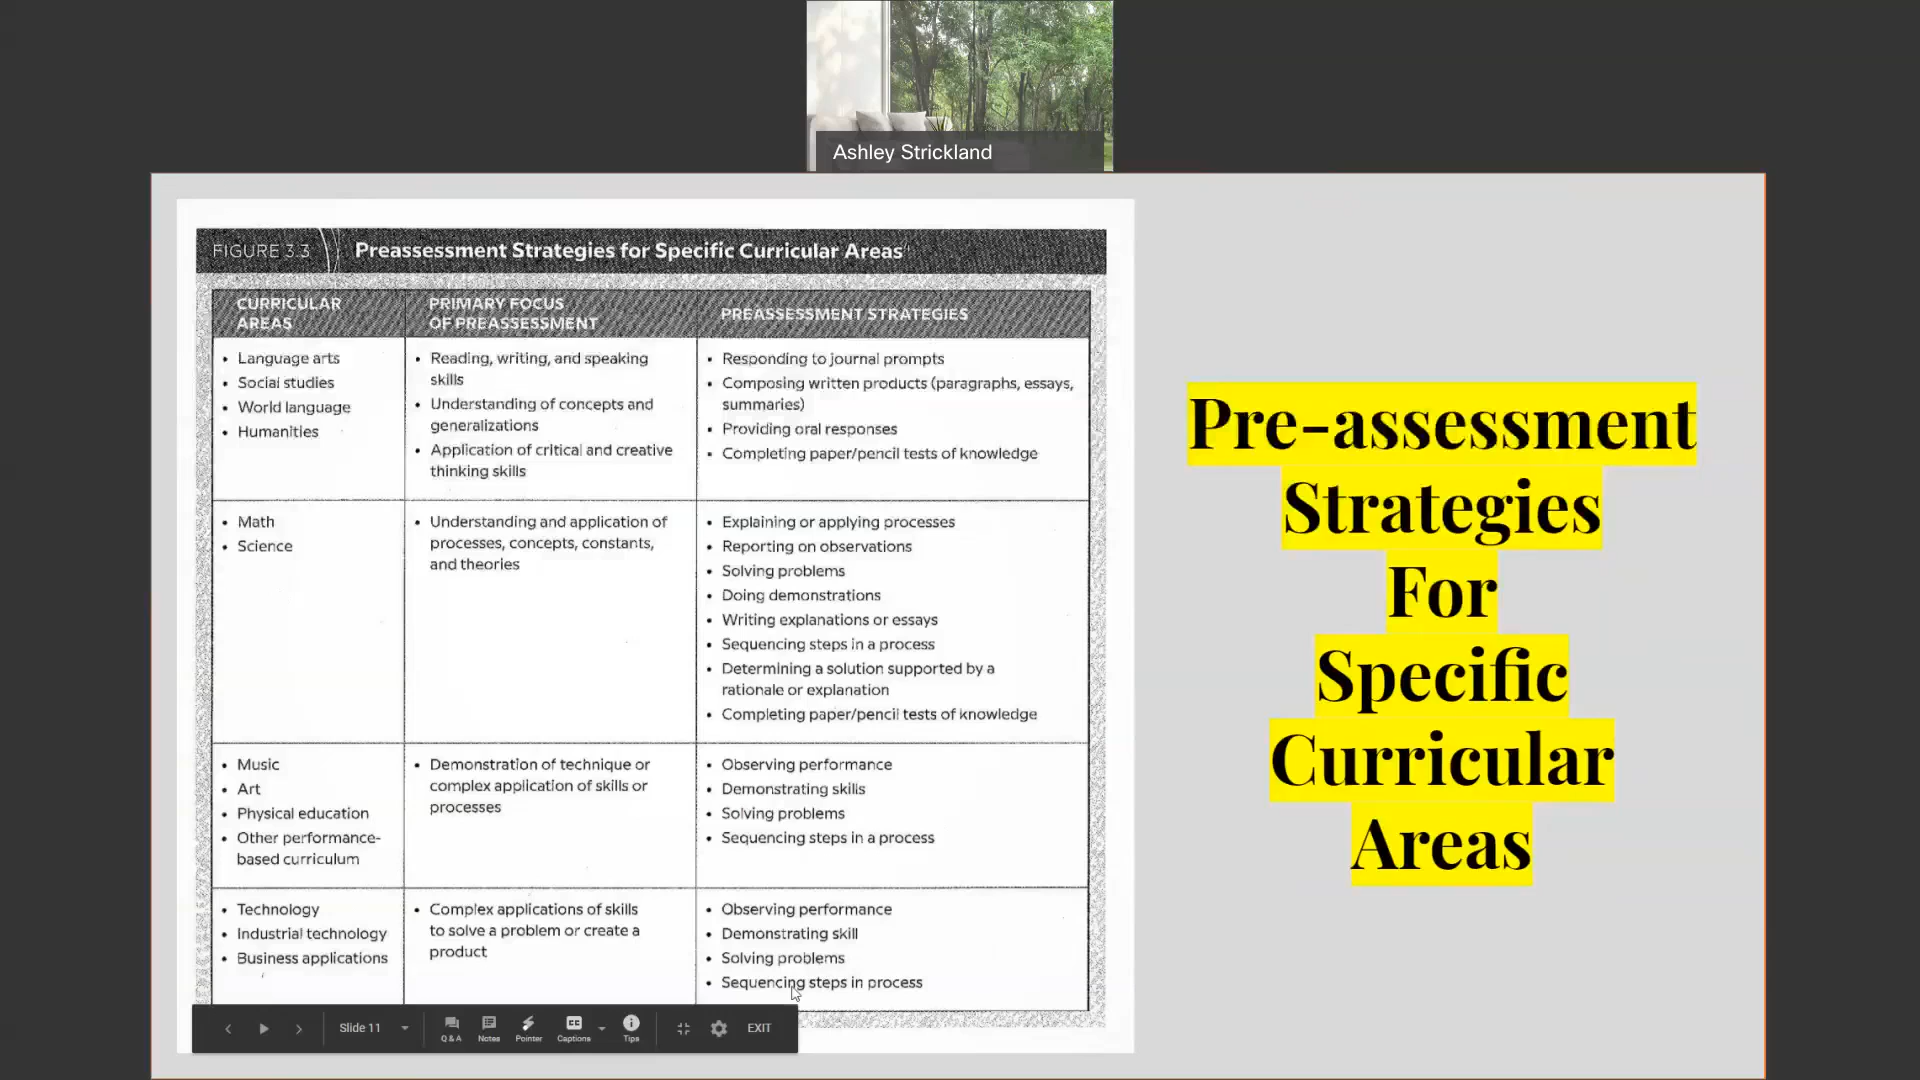 Ashley Strickland
FIGURE 3.3 Preassessment Strategies for Specific Curricular Areas
CURRICULAR
AREAS
PRIMARY FOCUS
OF PREASSESSMENT
PREASSESSMENT STRATEGIES
• Language arts
• Social studies
• World language
• Humanities
• Reading, writing, and speaking
skills
• Understanding of concepts and
generalizations
• Application of critical and creative
thinking skills
• Responding to journal prompts
• Composing written products (paragraphs, essays,
summaries)
• Providing oral responses
• Completing paper/pencil tests of knowledge
• Math
• Science
• Understanding and application of
processes, concepts, constants,
and theories
• Explaining or applying processes
• Reporting on observations
• Solving problems
• Doing demonstrations
• Writing explanations or essays
• Sequencing steps in a process
• Determining a solution supported by a
rationale or explanation
• Completing paper/pencil tests of knowledge
• Music
• Art
• Physical education
• Other performance-
based curriculum
• Demonstration of technique or
complex application of skills or
processes
• Observing performance
• Demonstrating skills
• Solving problems
• Sequencing steps in a process
• Technology
• Industrial technology
• Business applications
• Complex applications of skills
to solve a problem or create a
product
• Observing performance
• Demonstrating skill
• Solving problems
• Sequencing steps in process
Pre-assessment
Strategies
For
Specific
Curricular
Areas
Slide 11
Q & A
Notes
Pointer
Captions
Tips
EXIT